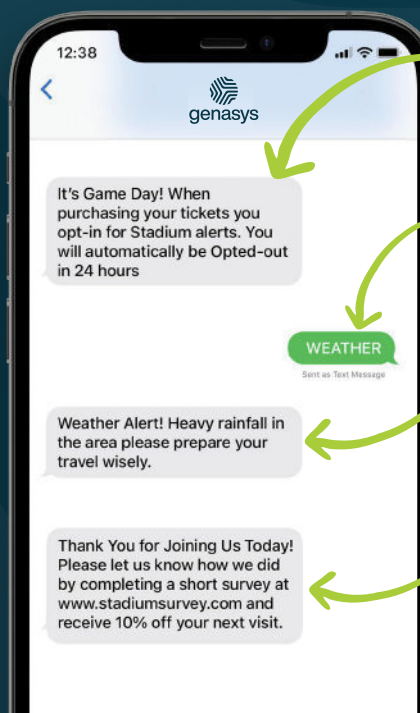 12:38
genasys
It's Game Day! When
purchasing your tickets you
opt-in for Stadium alerts. You
will automatically be Opted-out
in 24 hours
WEATHER
Sent as Text Message
Weather Alert! Heavy rainfall in
the area please prepare your
travel wisely.
Thank You for Joining Us Today!
Please let us know how we did
by completing a short survey at
www.stadiumsurvey.com and
receive 10% off your next visit.